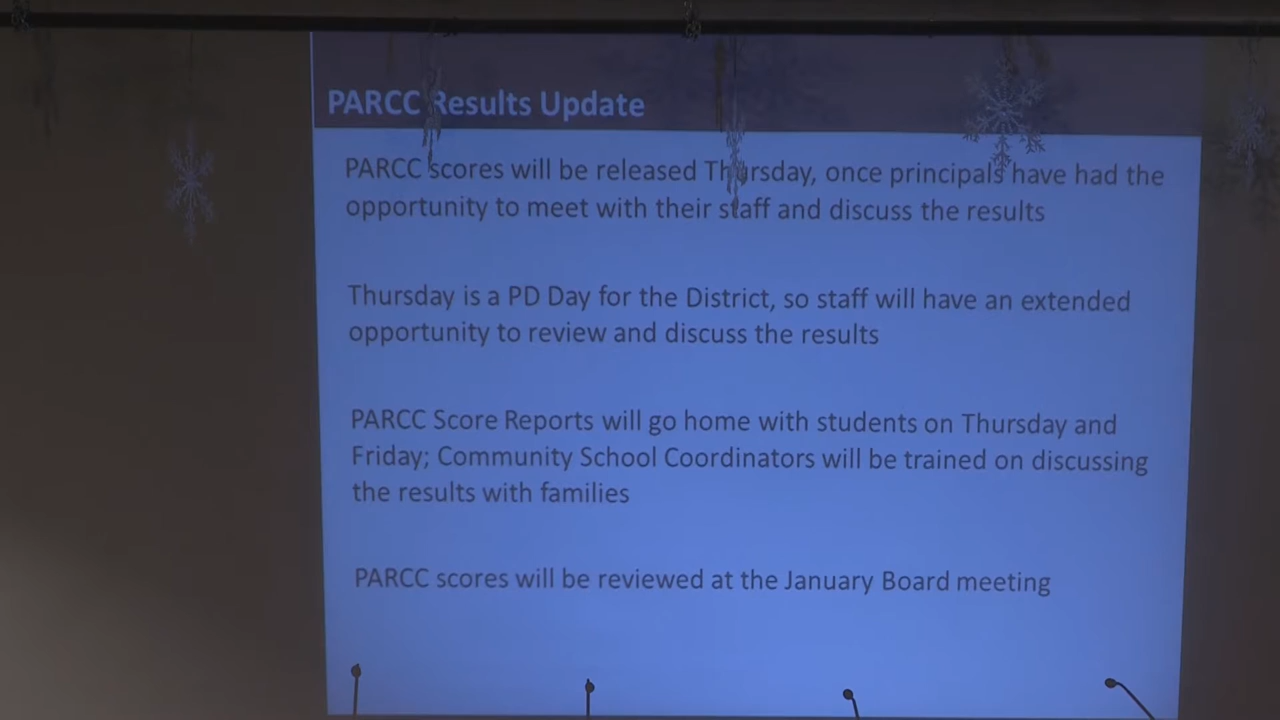 PARCC Results Update
PARCC scores will be released Thursday, once principals have had the
opportunity to meet with their staff and discuss the results
Thursday is a PD Day for the District, so staff will have an extended
opportunity to review and discuss the results
PARCC Score Reports will go home with students on Thursday and
Friday; Community School Coordinators will be trained on discussing
the results with families
PARCC scores will be reviewed at the January Board meeting